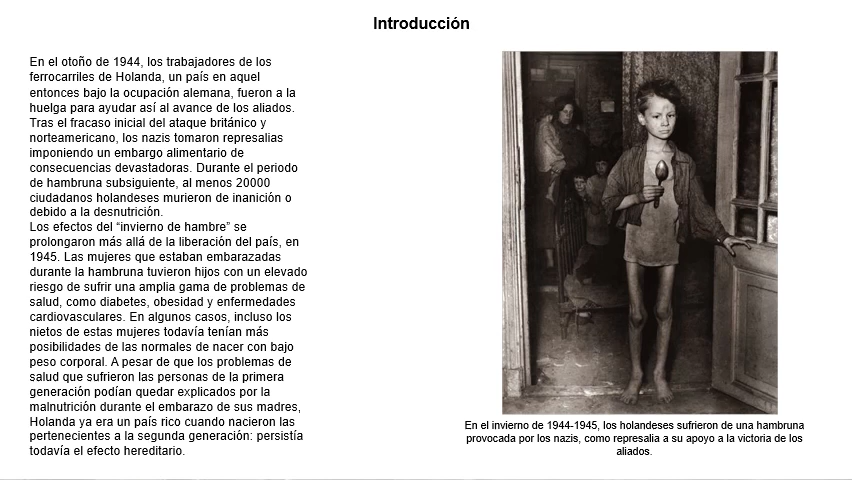 Introducción
En el otoño de 1944, los trabajadores de los
ferrocarriles de Holanda, un país en aquel
entonces bajo la ocupación alemana, fueron a la
huelga para ayudar así al avance de los aliados.
Tras el fracaso inicial del ataque británico y
norteamericano, los nazis tomaron represalias
imponiendo un embargo alimentario de
consecuencias devastadoras. Durante el periodo
de hambruna subsiguiente, al menos 20000
ciudadanos holandeses murieron de inanición o
debido a la desnutrición.
Los efectos del “invierno de hambre” se
prolongaron más allá de la liberación del país, en
1945. Las mujeres que estaban embarazadas
durante la hambruna tuvieron hijos con un elevado
riesgo de sufrir una amplia gama de problemas de
salud, como diabetes, obesidad y enfermedades
cardiovasculares. En algunos casos, incluso los
nietos de estas mujeres todavía tenían más
posibilidades de las normales de nacer con bajo
peso corporal. A pesar de que los problemas de
salud que sufrieron las personas de la primera
generación podían quedar explicados por la
malnutrición durante el embarazo de sus madres,
Holanda ya era un país rico cuando nacieron las
pertenecientes a la segunda generación: persistía
todavía el efecto hereditario.
En el invierno de 1944-1945, los holandeses sufrieron de una hambruna
provocada por los nazis, como represalia a su apoyo a la victoria de los
aliados.